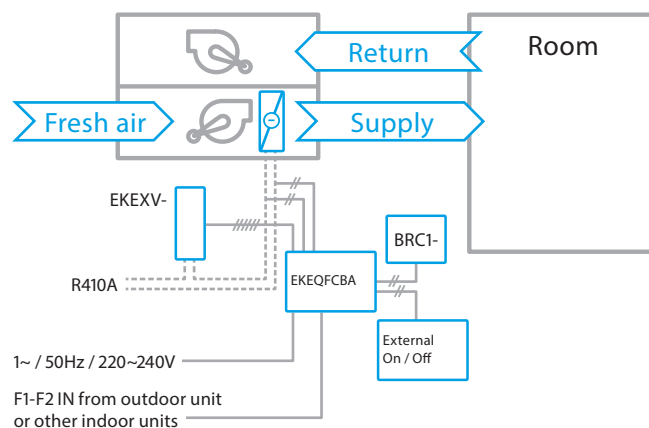 Return
Room
Fresh air
Supply
EKEXV-
BRC1-
R410A
EKEQFCBA
External
On / Off
1~ / 50Hz / 220~240V
F1-F2 IN from outdoor unit
or other indoor units